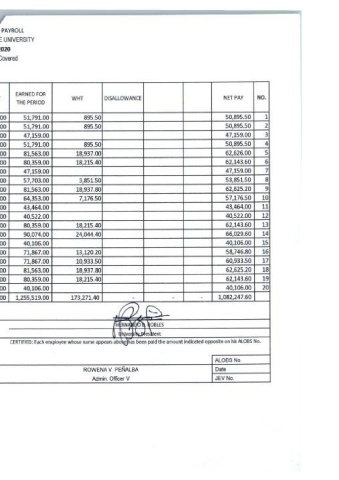 PAYROLL
E UNIVERSITY
2020
Covered
EARNED FOR THE PERIOD WHT DISALLOWANCE NET PAY NO.
00 51,791.00 895.50 50,895.50 1
00 51,791.00 895.50 50,895.50 2
00 47,159.00 47,159.00 3
00 51,791.00 895.50 50,895.50 4
00 81,563.00 18,937.00 62,626.00 5
00 80,359.00 18,215.40 62,143.60 6
00 47,159.00 47,159.00 7
00 57,703.00 3,851.50 53,851.50 8
00 81,563.00 18,937.80 62,625.20 9
00 64,353.00 7,176.50 57,176.50 10
00 43,464.00 43,464.00 11
00 40,522.00 40,522.00 12
00 80,359.00 18,215.40 62,143.60 13
00 90,074.00 24,044.40 66,029.60 14
00 40,106.00 40,106.00 15
00 71,867.00 13,120.20 58,746.80 16
00 71,867.00 10,933.50 60,933.50 17
00 81,563.00 18,937.80 62,625.20 18
00 80,359.00 18,215.40 62,143.60 19
00 40,106.00 40,106.00 20
00 1,255,519.00 173,271.40 - - - 1,082,247.60
ROBLES
University President
CERTIFIED: Each employee whose name appears above has been paid the amount indicated opposite on his ALOBS No.
ALOBS No.
ROWENA V. PEÑALBA Date
Admin. Officer V JEV No.